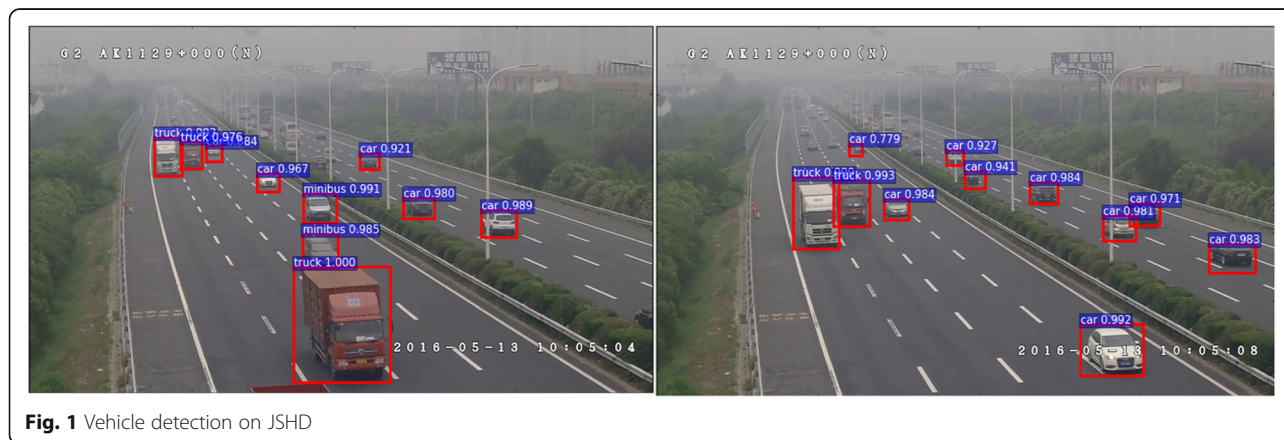 G2 AK1129+000(N)
truck
truck 0.976
car 0.921
car 0.967
minibus 0.991
car 0.980
car 0.989
minibus 0.985
truck 1.000
2016-05-13 10:05:04
G2 AK1129+000(N)
car 0.779
car 0.927
car 0.941
truck
truck 0.993
car 0.984
car 0.984
car 0.971
car 0.981
car 0.983
car 0.992
2016-05-13 10:05:08
Fig. 1 Vehicle detection on JSHD